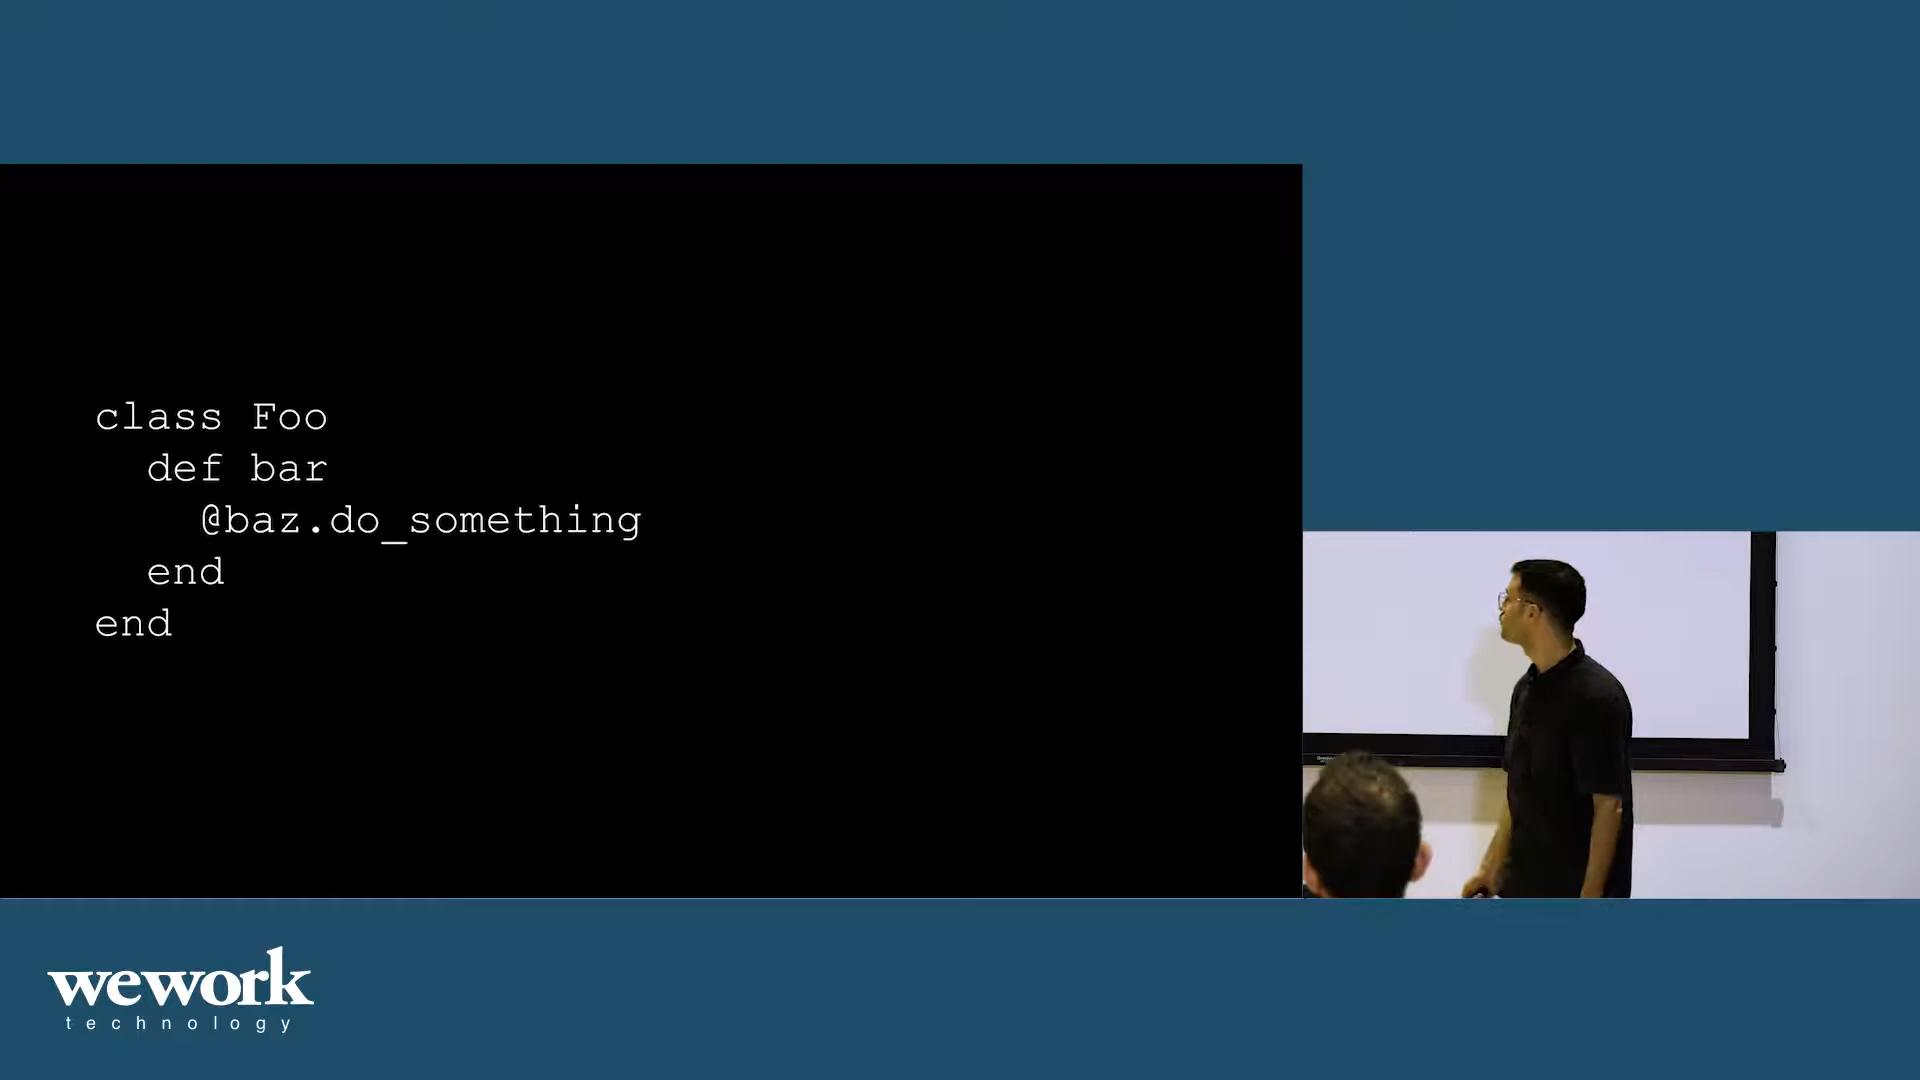 class Foo
  def bar
    @baz.do_something
  end
end
wework
technology